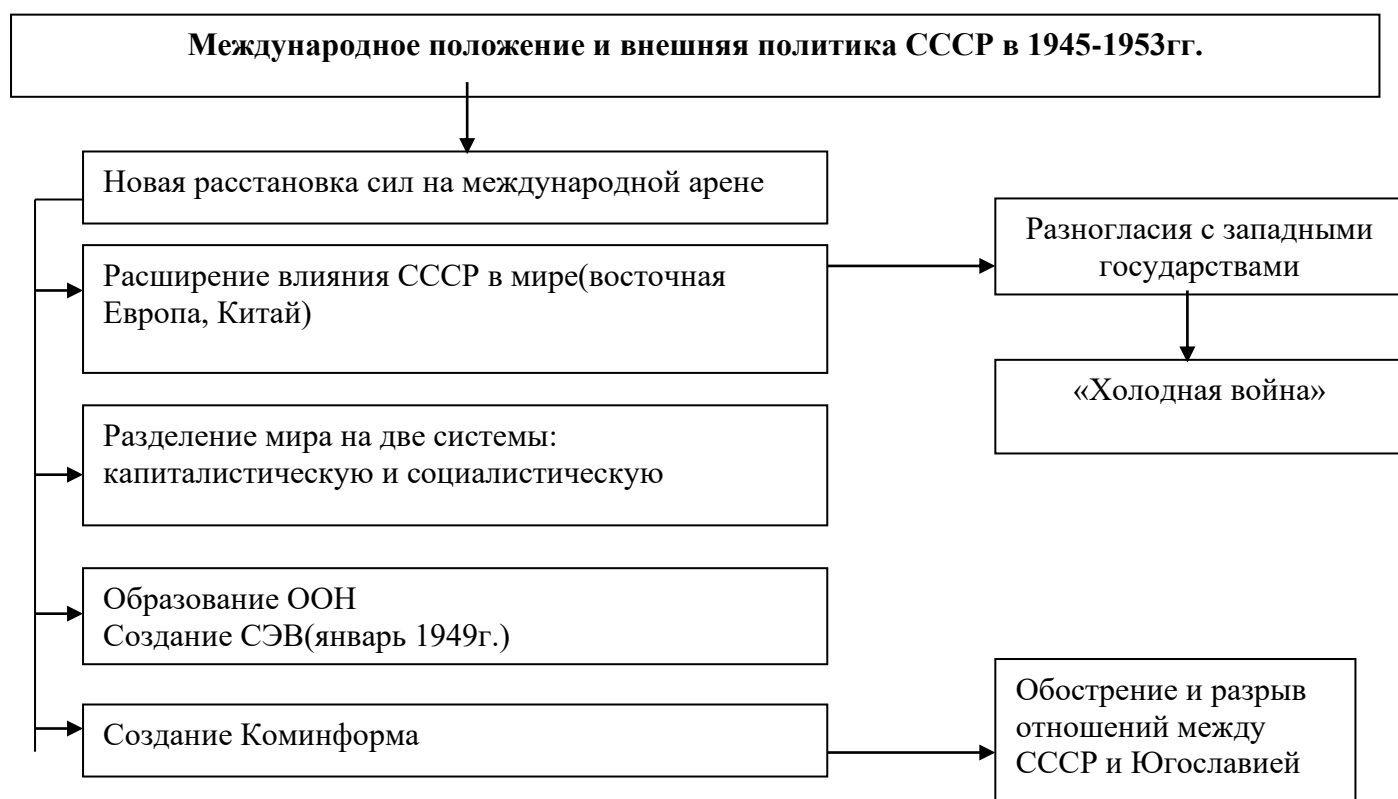 Международное положение и внешняя политика СССР в 1945-1953гг.
Новая расстановка сил на международной арене
Разногласия с западными
государствами
Расширение влияния СССР в мире(восточная
Европа, Китай)
«Холодная война»
Разделение мира на две системы:
капиталистическую и социалистическую
Образование ООН
Создание СЭВ(январь 1949г.)
Создание Коминформа
Обострение и разрыв
отношений между
СССР и Югославией